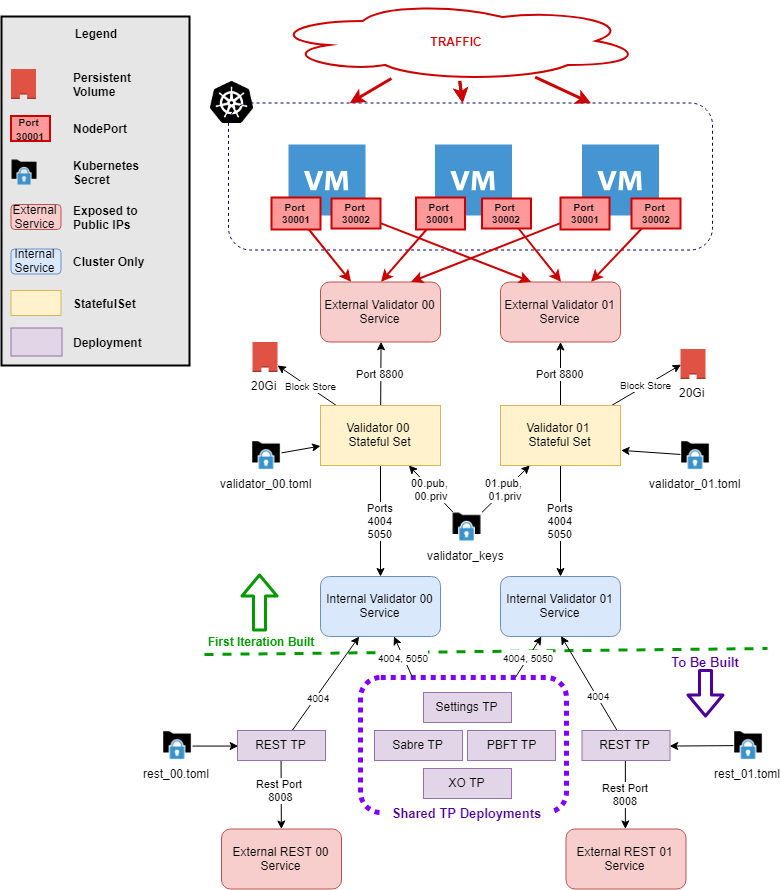 Legend
Persistent
Volume
Port
30001
NodePort
Kubernetes
Secret
External
Service
Exposed to
Public IPs
Internal
Service
Cluster Only
StatefulSet
Deployment
TRAFFIC
VM
VM
VM
Port
30001
Port
30002
Port
30001
Port
30002
Port
30001
Port
30002
External Validator 00
Service
External Validator 01
Service
Port 8800
Port 8800
20Gi
Block Store
Block Store
20Gi
Validator 00
Stateful Set
Validator 01
Stateful Set
validator_00.toml
00.pub,
00.priv
01.pub,
01.priv
validator_01.toml
Ports
4004
5050
Ports
4004
5050
validator_keys
Internal Validator 00
Service
Internal Validator 01
Service
First Iteration Built
To Be Built
4004, 5050
4004, 5050
4004
4004
Settings TP
Sabre TP
PBFT TP
XO TP
Shared TP Deployments
REST TP
REST TP
rest_00.toml
rest_01.toml
Rest Port
8008
Rest Port
8008
External REST 00
Service
External REST 01
Service